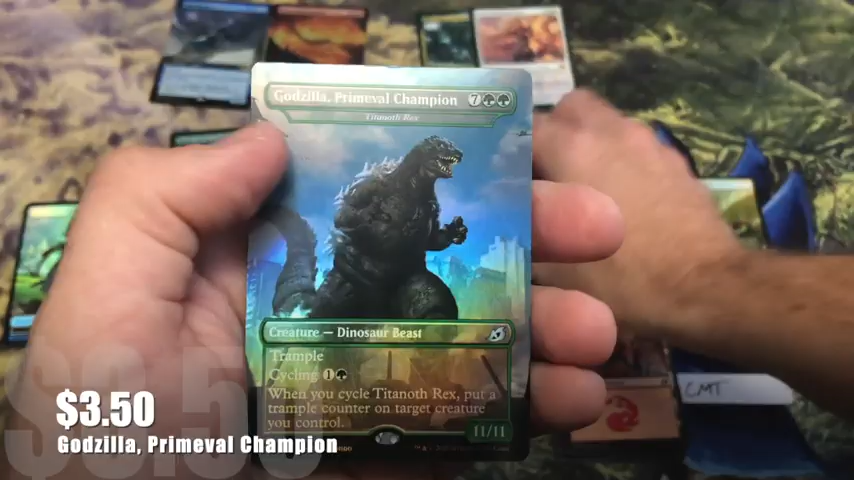 Godzilla, Primeval Champion 7
Titanoth Rex
Creature — Dinosaur Beast
Trample
Cycling 1
When you cycle Titanoth Rex, put a
trample counter on target creature
you control.
11/11
CMT
$3.50
Godzilla, Primeval Champion